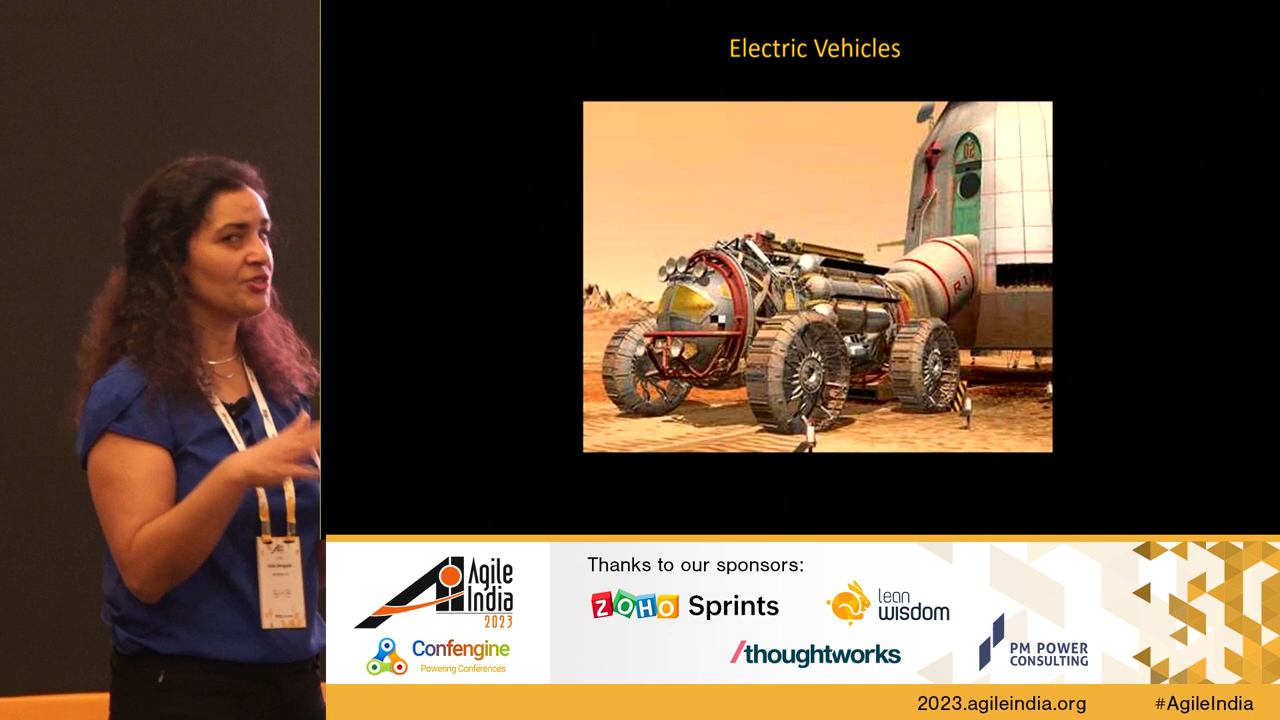 Electric Vehicles
02
R 1
Agile
India
2023
Confengine
Powering Conferences
Thanks to our sponsors:
ZOHO Sprints
lean
wisdom
/thoughtworks
PM POWER
CONSULTING
2023.agileindia.org
#AgileIndia